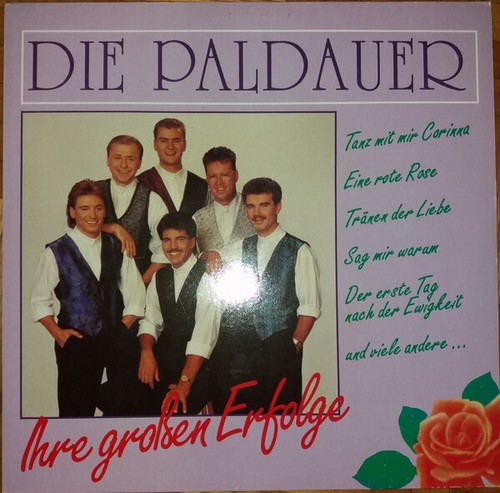 DIE PALDAUER
Tanz mit mir Corinna
Eine rote Rose
Tränen der Liebe
Sag mir warum
Der erste Tag
nach der Ewigkeit
und viele andere ...
Ihre großen Erfolge